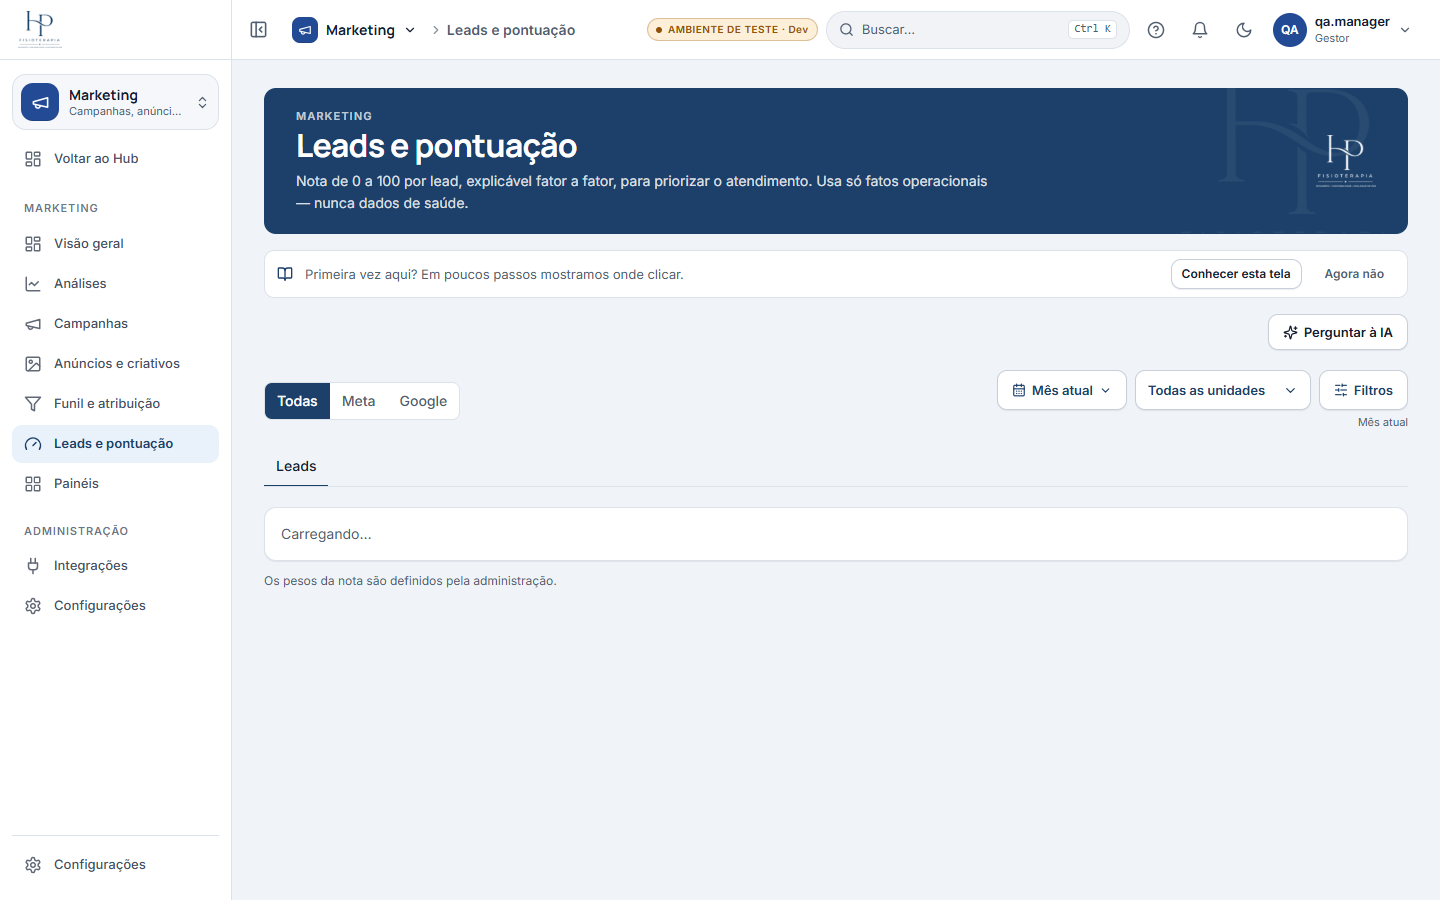 HP
FISIOTERAPIA
Marketing
Leads e pontuação
AMBIENTE DE TESTE · Dev
Buscar...
Ctrl K
QA
qa.manager
Gestor
Marketing
Campanhas, anúnci...
Voltar ao Hub
MARKETING
Visão geral
Análises
Campanhas
Anúncios e criativos
Funil e atribuição
Leads e pontuação
Painéis
ADMINISTRAÇÃO
Integrações
Configurações
Configurações
MARKETING
Leads e pontuação
Nota de 0 a 100 por lead, explicável fator a fator, para priorizar o atendimento. Usa só fatos operacionais
— nunca dados de saúde.
HP
FISIOTERAPIA
Primeira vez aqui? Em poucos passos mostramos onde clicar.
Conhecer esta tela
Agora não
Perguntar à IA
Todas
Meta
Google
Mês atual
Todas as unidades
Filtros
Mês atual
Leads
Carregando...
Os pesos da nota são definidos pela administração.